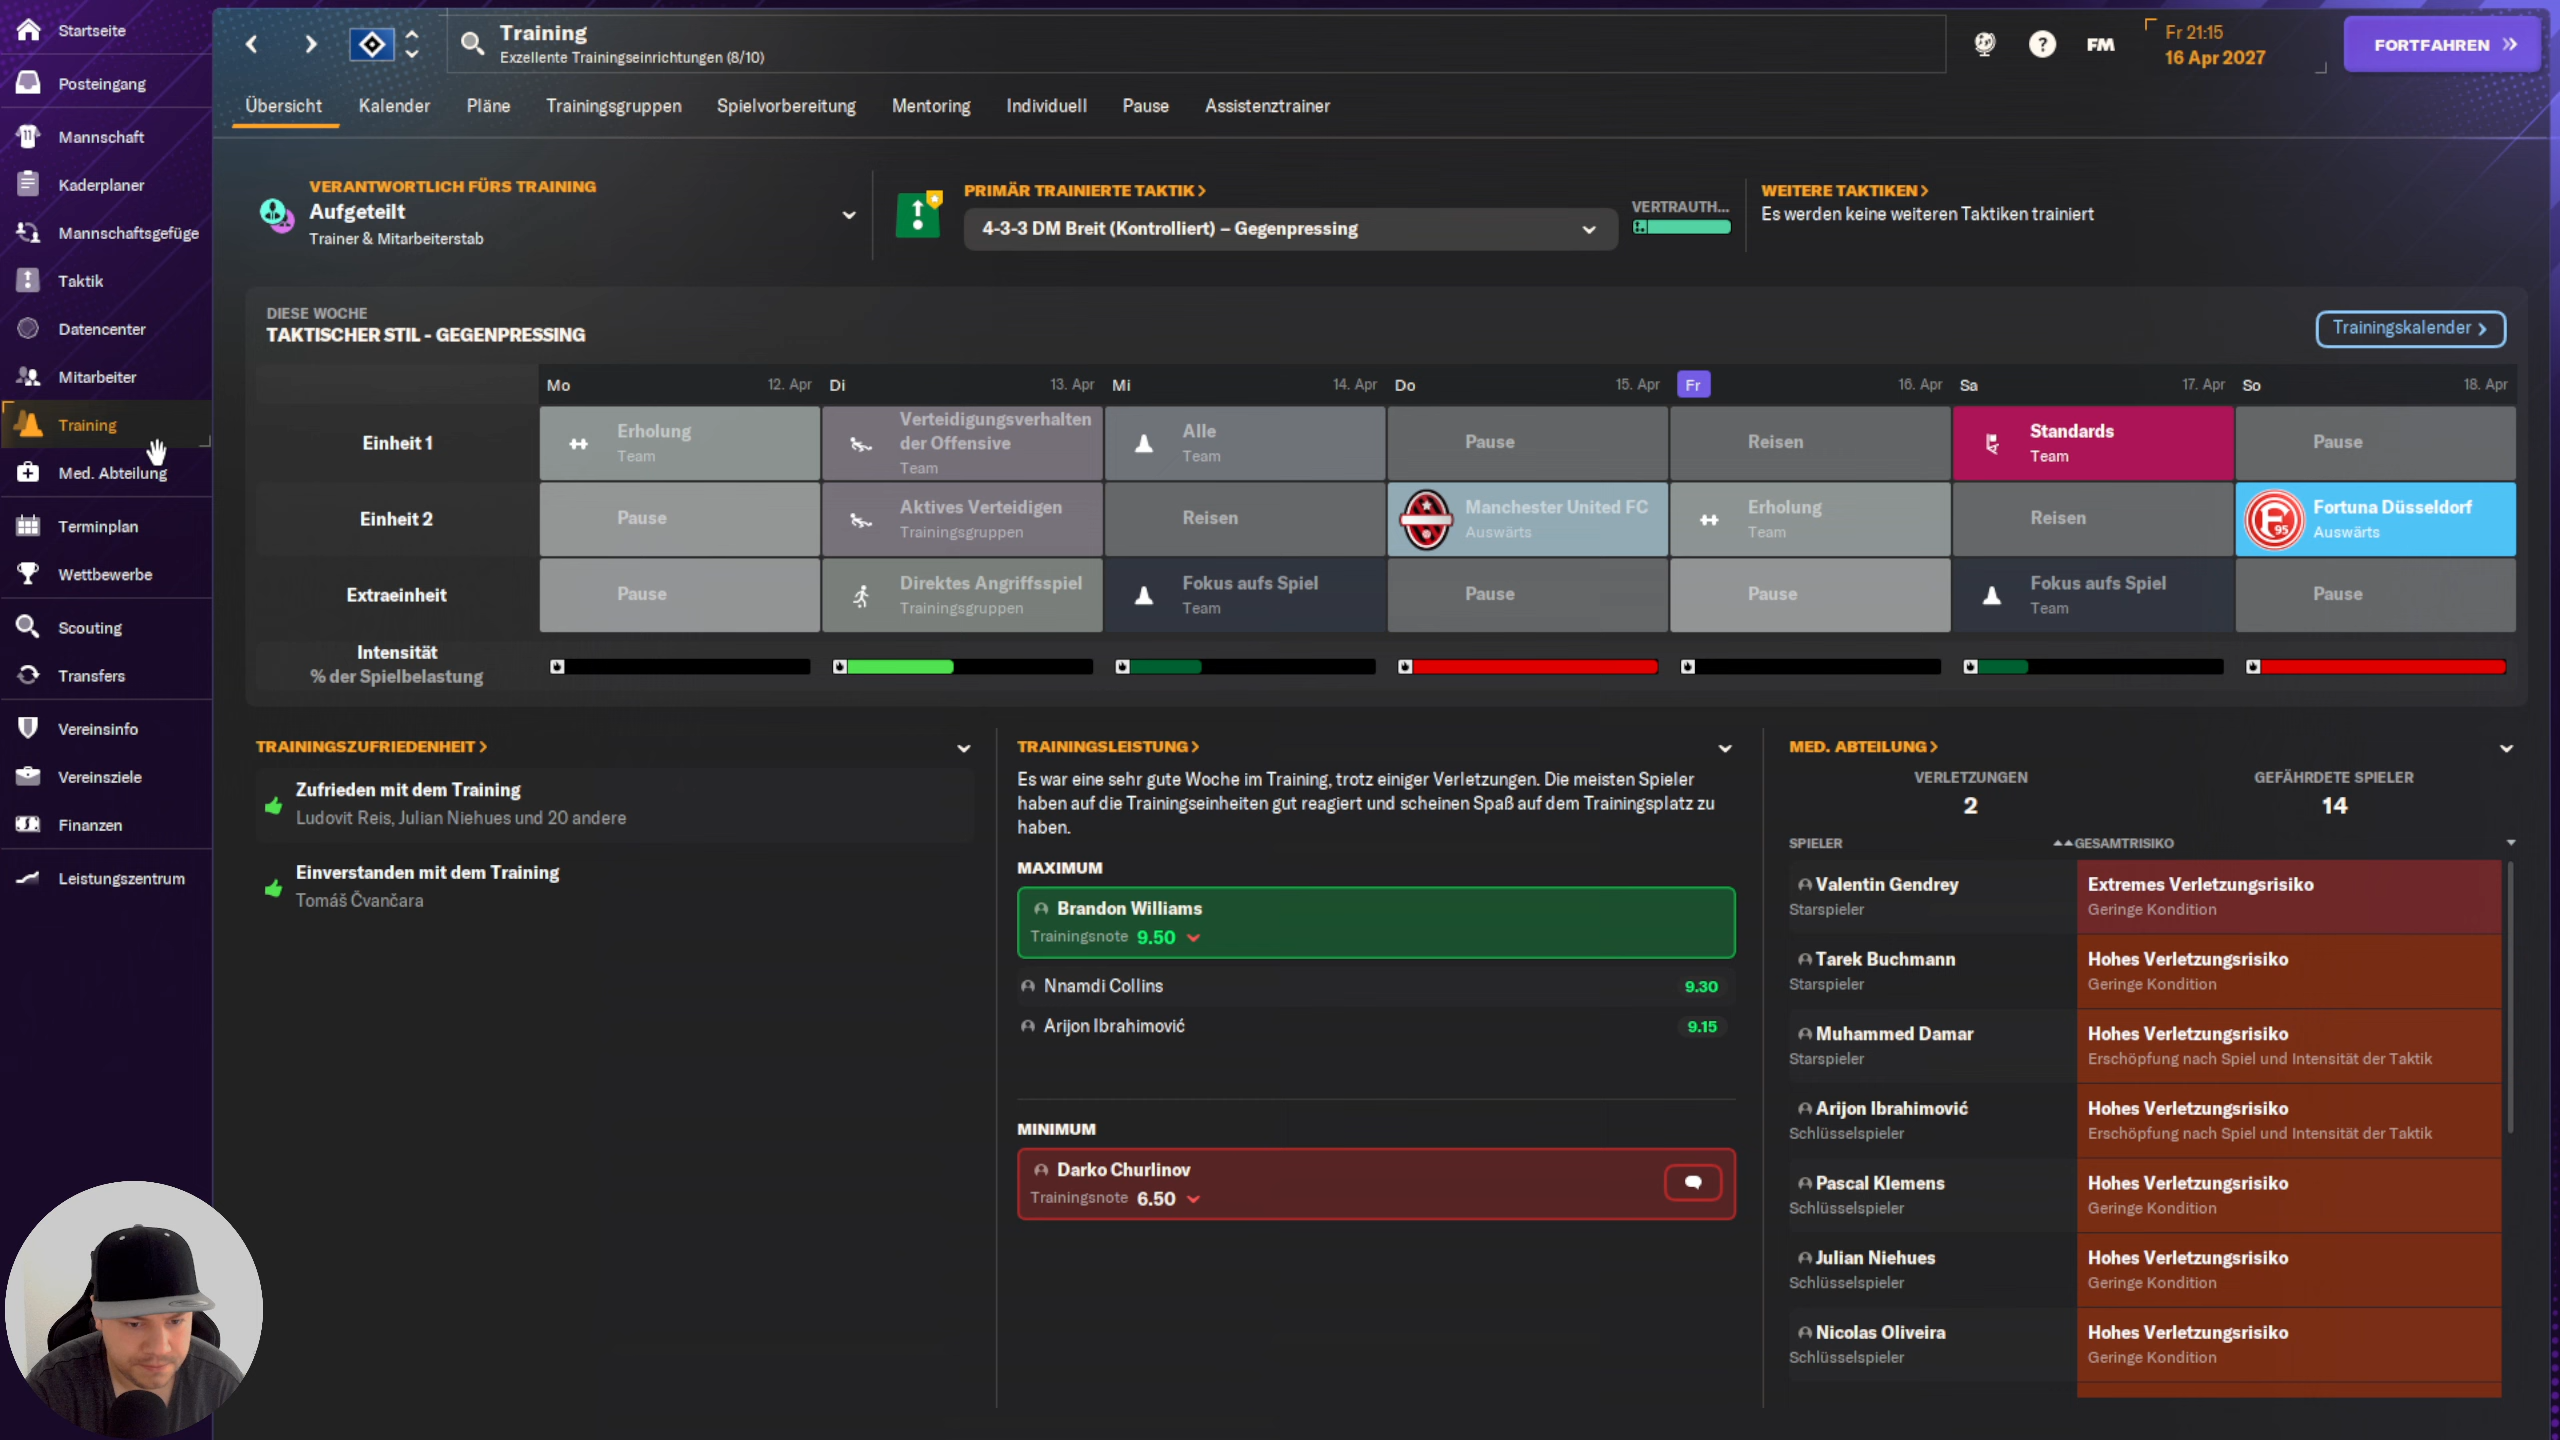 Startseite
Posteingang
Mannschaft
Kaderplaner
Mannschaftsgefüge
Taktik
Datencenter
Mitarbeiter
Training
Med. Abteilung
Terminplan
Wettbewerbe
Scouting
Transfers
Vereinsinfo
Vereinsziele
Finanzen
Leistungszentrum
Training
Exzellente Trainingseinrichtungen (8/10)
FM
Fr 21:15
16 Apr 2027
FORTFAHREN
Übersicht Kalender Pläne Trainingsgruppen Spielvorbereitung Mentoring Individuell Pause Assistenztrainer
VERANTWORTLICH FÜRS TRAINING
Aufgeteilt
Trainer & Mitarbeiterstab
PRIMÄR TRAINIERTE TAKTIK >
4-3-3 DM Breit (Kontrolliert) – Gegenpressing
VERTRAUTH...
WEITERE TAKTIKEN >
Es werden keine weiteren Taktiken trainiert
DIESE WOCHE
TAKTISCHER STIL - GEGENPRESSING
Trainingskalender >
Mo 12. Apr Di 13. Apr Mi 14. Apr Do 15. Apr Fr 16. Apr Sa 17. Apr So 18. Apr
Einheit 1
Erholung
Team
Verteidigungsverhalten
der Offensive
Team
Alle
Team
Pause
Reisen
Standards
Team
Pause
Einheit 2
Pause
Aktives Verteidigen
Trainingsgruppen
Reisen
Manchester United FC
Auswärts
Erholung
Team
Reisen
F95
Fortuna Düsseldorf
Auswärts
Extraeinheit
Pause
Direktes Angriffsspiel
Trainingsgruppen
Fokus aufs Spiel
Team
Pause
Pause
Fokus aufs Spiel
Team
Pause
Intensität
% der Spielbelastung
TRAININGSZUFRIEDENHEIT >
Zufrieden mit dem Training
Ludovit Reis, Julian Niehues und 20 andere
Einverstanden mit dem Training
Tomáš Čvančara
TRAININGSLEISTUNG >
Es war eine sehr gute Woche im Training, trotz einiger Verletzungen. Die meisten Spieler
haben auf die Trainingseinheiten gut reagiert und scheinen Spaß auf dem Trainingsplatz zu
haben.
MAXIMUM
Brandon Williams
Trainingsnote 9.50
Nnamdi Collins 9.30
Arijon Ibrahimović 9.15
MINIMUM
Darko Churlinov
Trainingsnote 6.50
MED. ABTEILUNG >
VERLETZUNGEN
2
GEFÄHRDETE SPIELER
14
SPIELER GESAMTRISIKO
Valentin Gendrey
Starspieler
Extremes Verletzungsrisiko
Geringe Kondition
Tarek Buchmann
Starspieler
Hohes Verletzungsrisiko
Geringe Kondition
Muhammed Damar
Starspieler
Hohes Verletzungsrisiko
Erschöpfung nach Spiel und Intensität der Taktik
Arijon Ibrahimović
Schlüsselspieler
Hohes Verletzungsrisiko
Erschöpfung nach Spiel und Intensität der Taktik
Pascal Klemens
Schlüsselspieler
Hohes Verletzungsrisiko
Geringe Kondition
Julian Niehues
Schlüsselspieler
Hohes Verletzungsrisiko
Geringe Kondition
Nicolas Oliveira
Schlüsselspieler
Hohes Verletzungsrisiko
Geringe Kondition